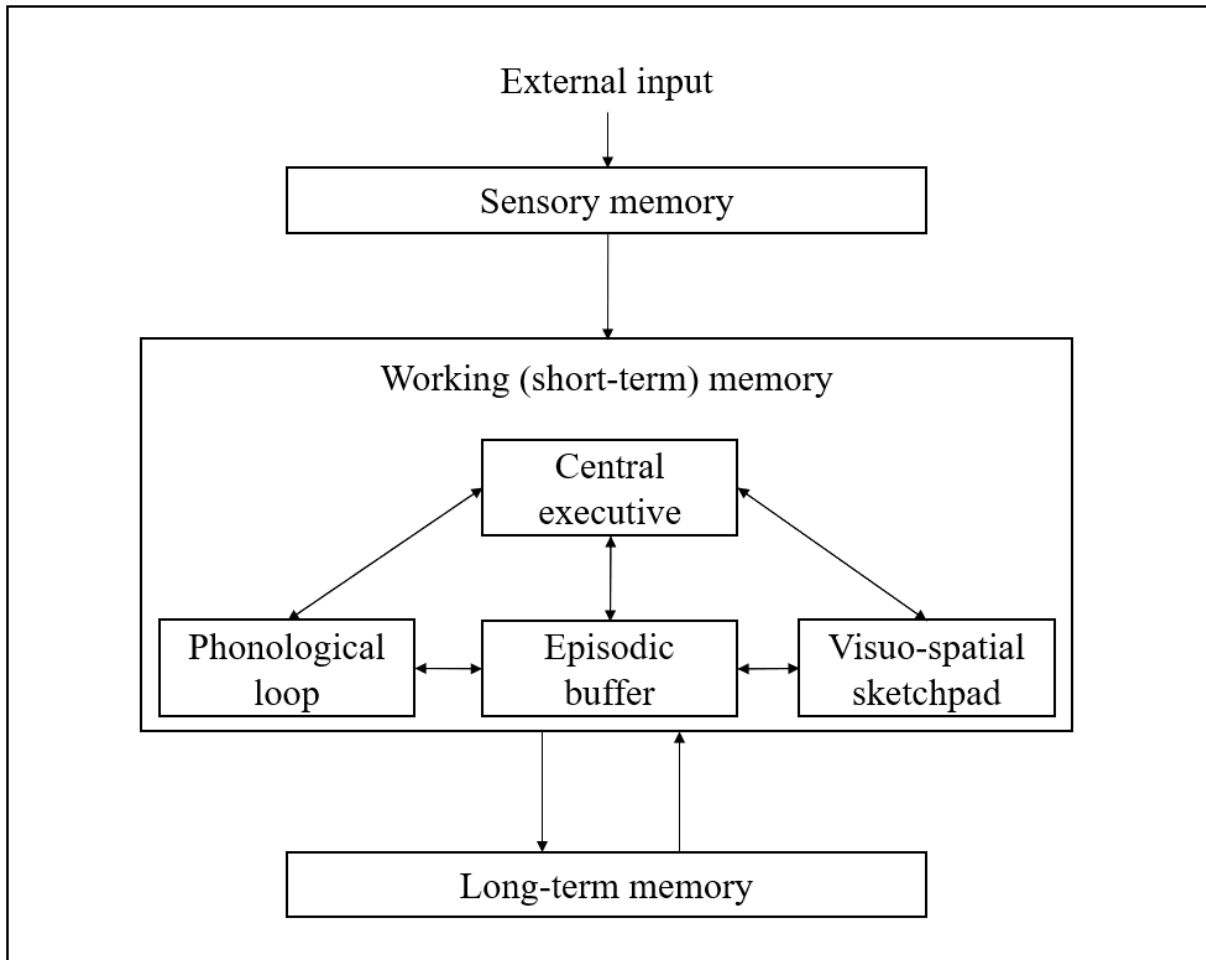 External input
Sensory memory
Working (short-term) memory
Central
executive
Phonological
loop
Episodic
buffer
Visuo-spatial
sketchpad
Long-term memory